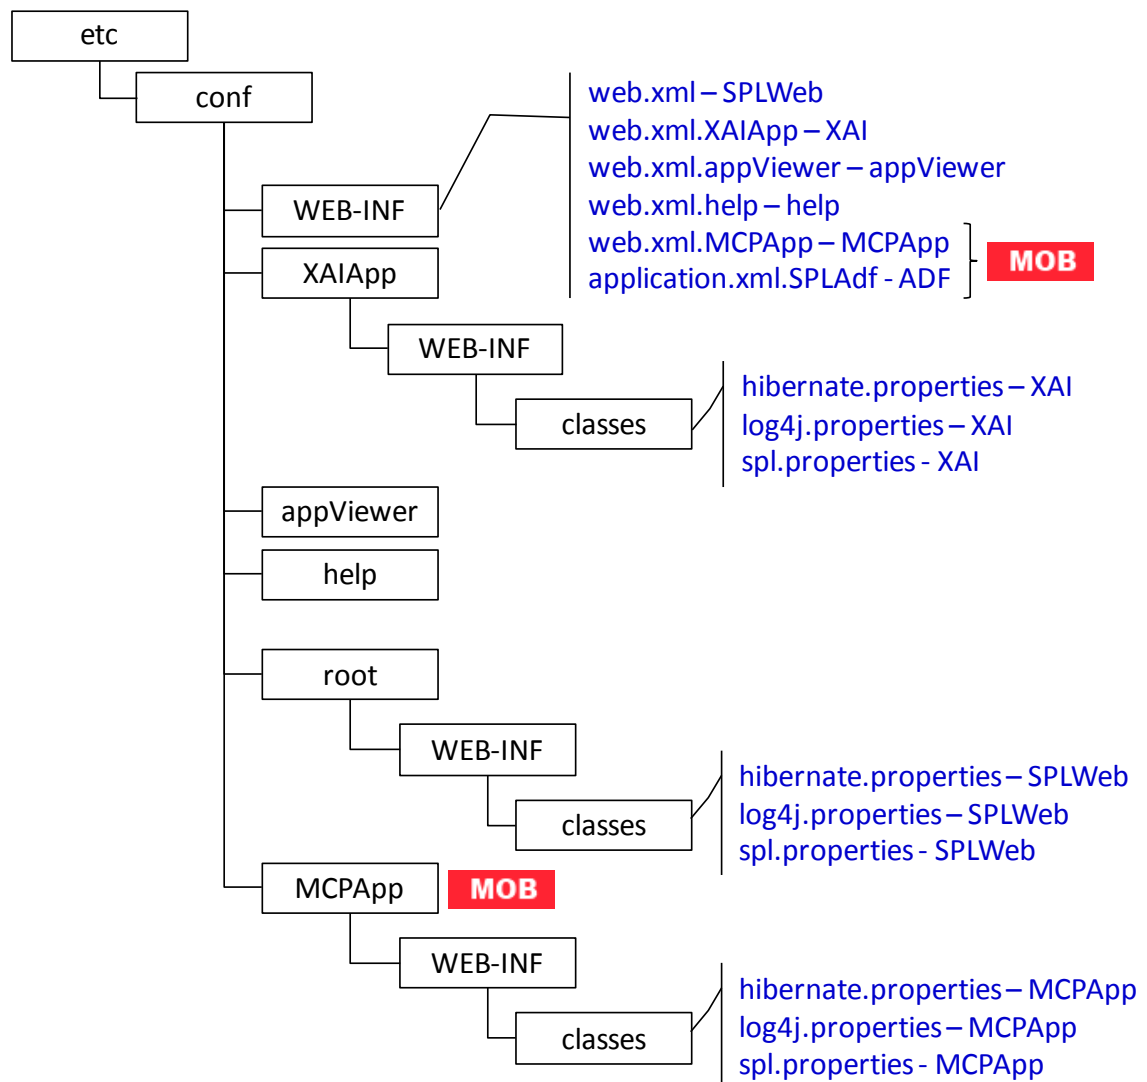 etc
conf
WEB-INF
web.xml – SPLWeb
web.xml.XAIApp – XAI
web.xml.appViewer – appViewer
web.xml.help – help
web.xml.MCPApp – MCPApp
application.xml.SPLAdf - ADF
MOB
XAIApp
WEB-INF
classes
hibernate.properties – XAI
log4j.properties – XAI
spl.properties - XAI
appViewer
help
root
WEB-INF
classes
hibernate.properties – SPLWeb
log4j.properties – SPLWeb
spl.properties - SPLWeb
MCPApp
MOB
WEB-INF
classes
hibernate.properties – MCPApp
log4j.properties – MCPApp
spl.properties - MCPApp